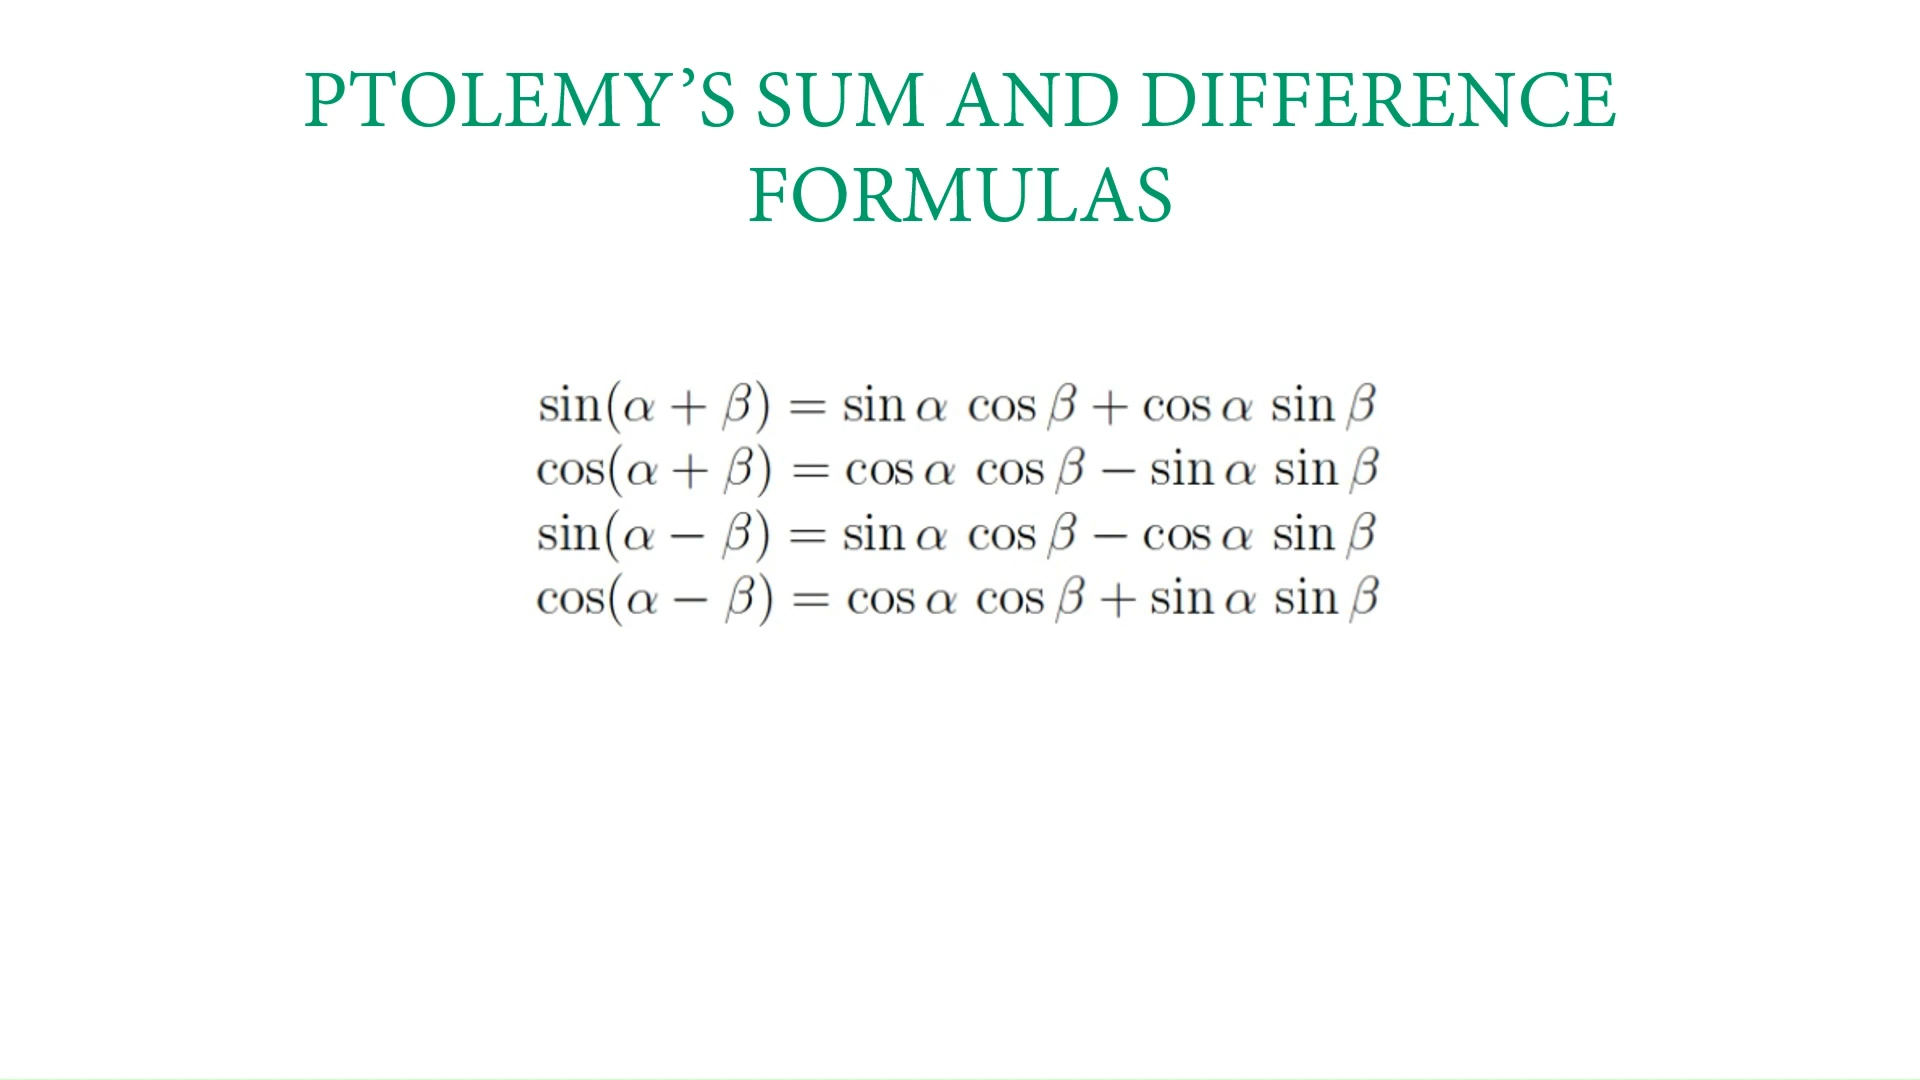 PTOLEMY’S SUM AND DIFFERENCE
FORMULAS
sin(α + β) = sin α cos β + cos α sin β
cos(α + β) = cos α cos β − sin α sin β
sin(α − β) = sin α cos β − cos α sin β
cos(α − β) = cos α cos β + sin α sin β